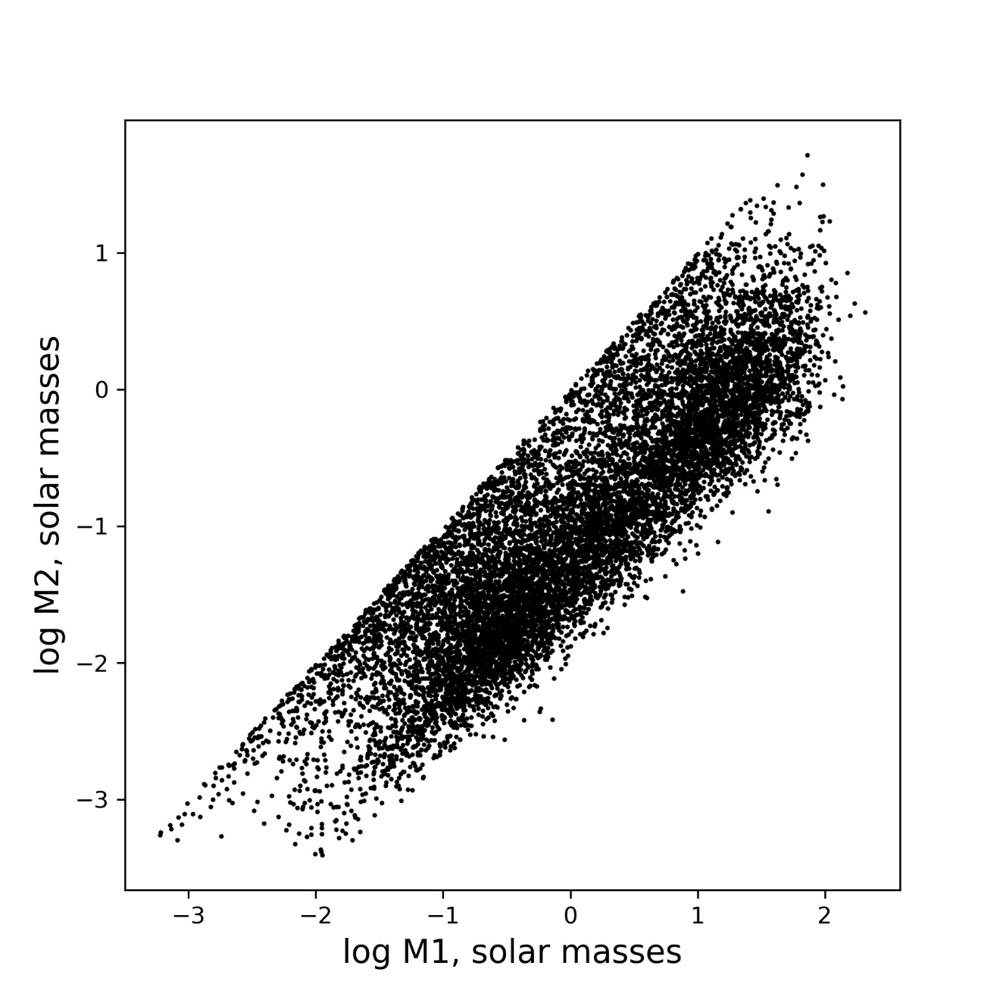 1
0
−1
−2
−3
log M2, solar masses
−3 −2 −1 0 1 2
log M1, solar masses